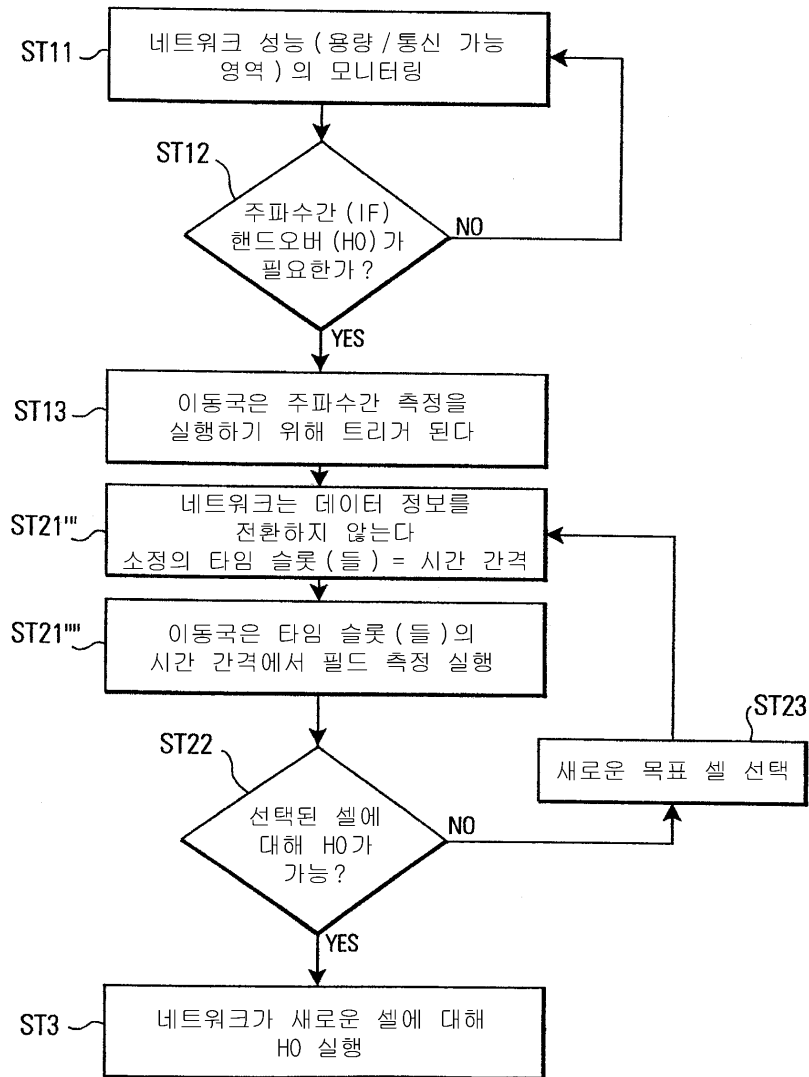 ST11
네트워크 성능(용량/통신 가능
영역)의 모니터링
ST12
주파수간(IF)
핸드오버(HO)가
필요한가?
NO
YES
ST13
이동국은 주파수간 측정을
실행하기 위해 트리거 된다
ST21'''
네트워크는 데이터 정보를
전환하지 않는다
소정의 타임 슬롯(들) = 시간 간격
ST21''''
이동국은 타임 슬롯(들)의
시간 간격에서 필드 측정 실행
ST23
새로운 목표 셀 선택
ST22
선택된 셀에
대해 HO가
가능?
NO
YES
ST3
네트워크가 새로운 셀에 대해
HO 실행